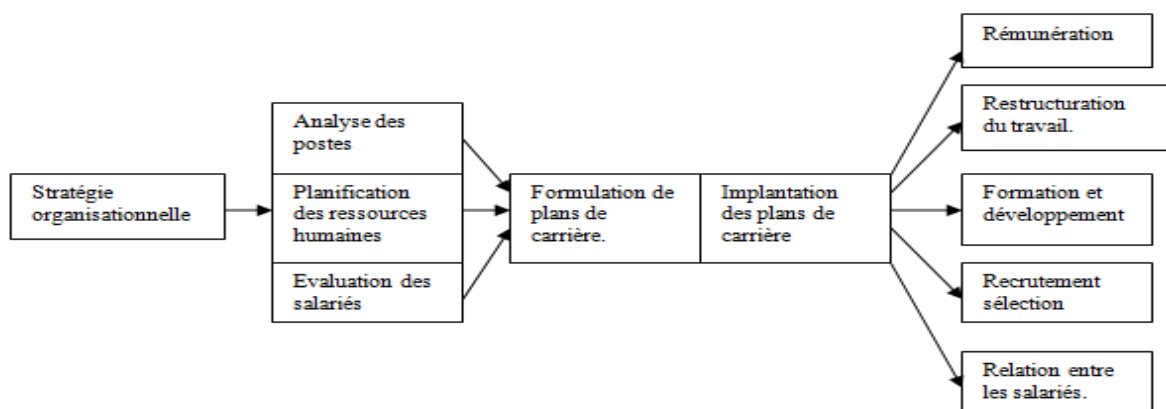 Stratégie
organisationnelle
Analyse des
postes
Planification
des ressources
humaines
Evaluation des
salariés
Formulation de
plans de
carrière.
Implantation
des plans de
carrière
Rémunération
Restructuration
du travail.
Formation et
développement
Recrutement
sélection
Relation entre
les salariés.